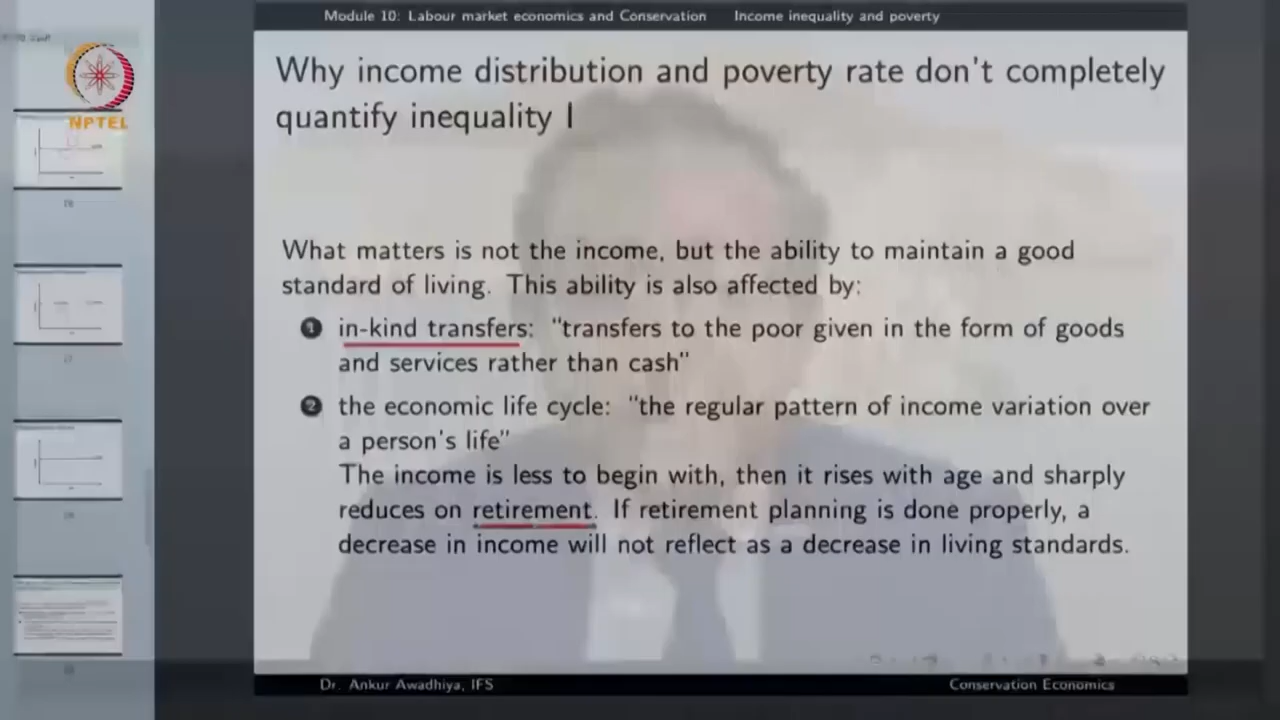 Module 10: Labour market economics and Conservation Income inequality and poverty
NPTEL
Why income distribution and poverty rate don't completely
quantify inequality I
What matters is not the income, but the ability to maintain a good
standard of living. This ability is also affected by:
1 in-kind transfers: "transfers to the poor given in the form of goods
and services rather than cash"
2 the economic life cycle: "the regular pattern of income variation over
a person's life"
The income is less to begin with, then it rises with age and sharply
reduces on retirement. If retirement planning is done properly, a
decrease in income will not reflect as a decrease in living standards.
Dr. Ankur Awadhiya, IFS Conservation Economics